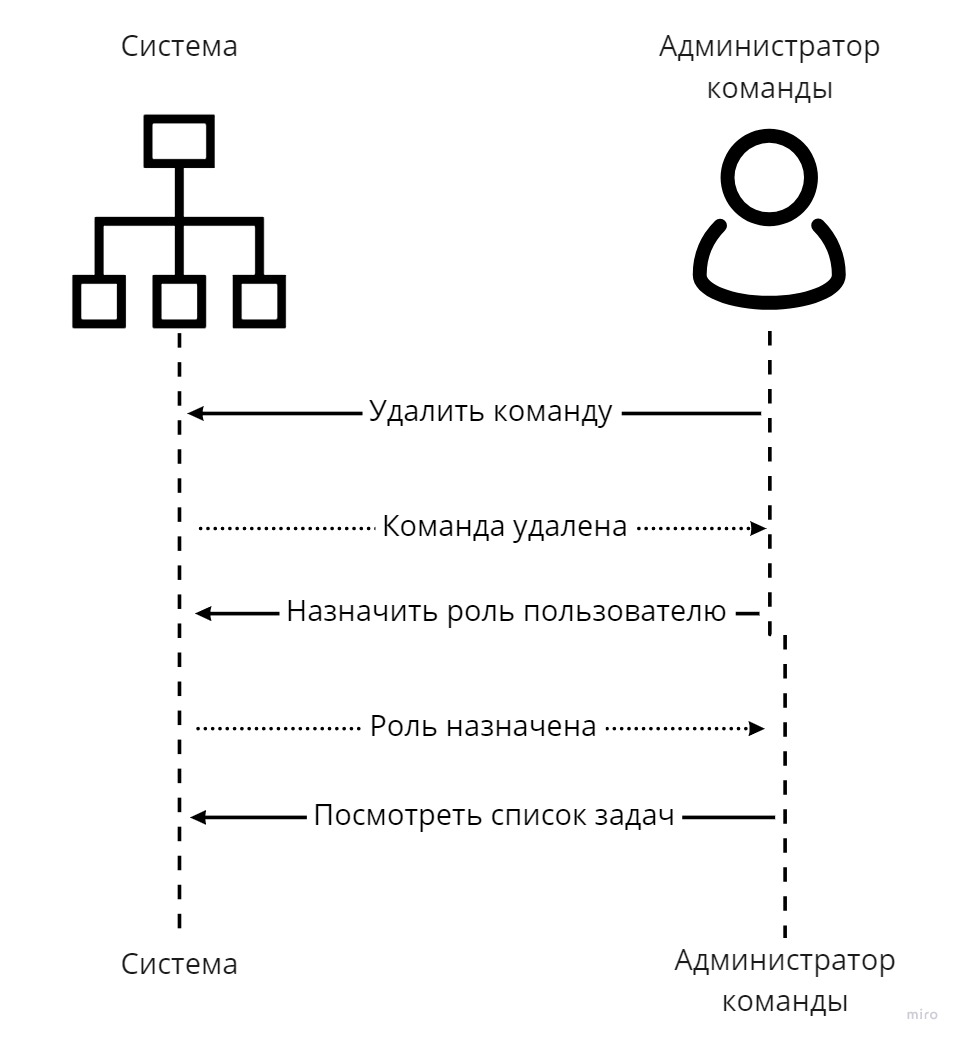 Система
Администратор
команды
Удалить команду
Команда удалена
Назначить роль пользователю
Роль назначена
Посмотреть список задач
Система
Администратор
команды
miro